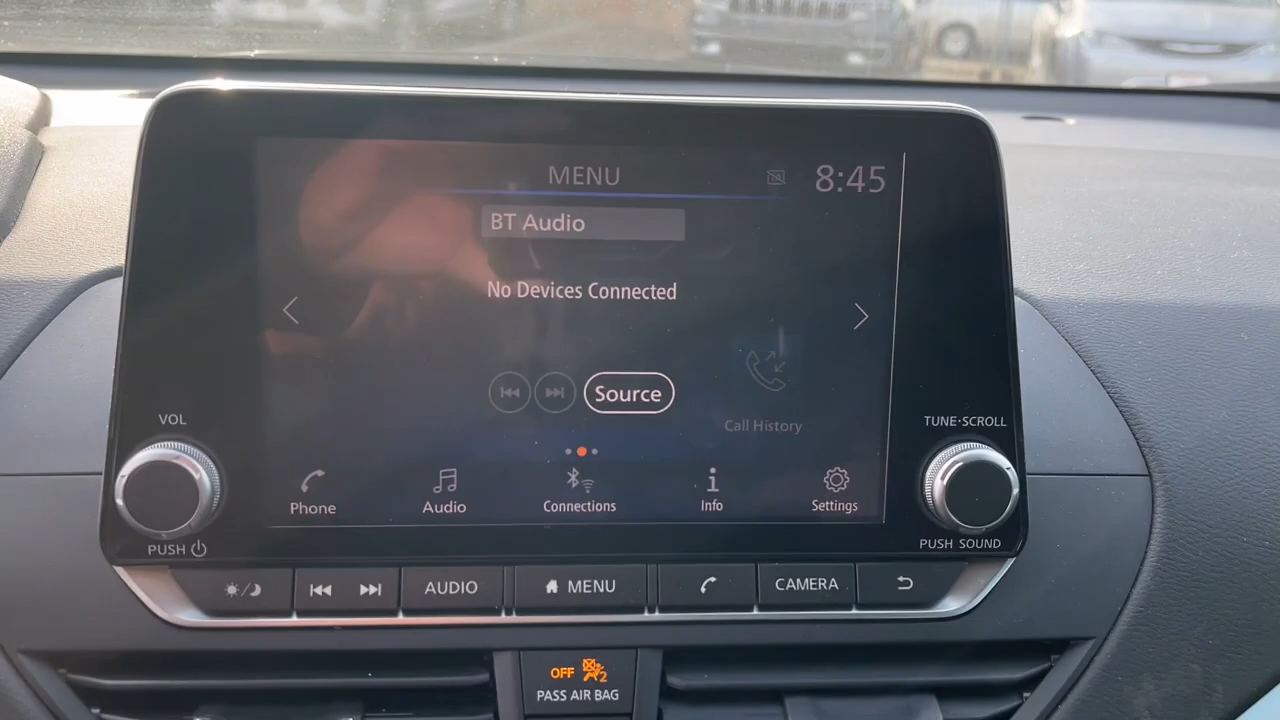 MENU
8:45
BT Audio
No Devices Connected
Source
Call History
VOL
TUNE·SCROLL
Phone
Audio
Connections
Info
Settings
PUSH
PUSH SOUND
AUDIO
MENU
CAMERA
OFF
2
PASS AIR BAG